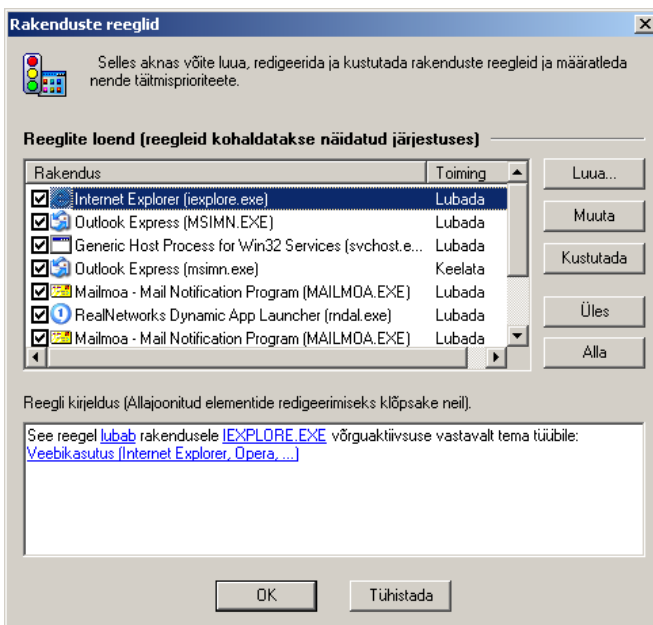 Rakenduste reeglid
Selles aknas võite luua, redigeerida ja kustutada rakenduste reegleid ja määratleda
nende täitmisprioriteete.
Reeglite loend (reegleid kohaldatakse näidatud järjestuses)
Rakendus Toiming
Internet Explorer (iexplore.exe) Lubada
Outlook Express (MSIMN.EXE) Lubada
Generic Host Process for Win32 Services (svchost.e... Lubada
Outlook Express (msimn.exe) Keelata
Mailmoa - Mail Notification Program (MAILMOA.EXE) Lubada
RealNetworks Dynamic App Launcher (rndal.exe) Lubada
Mailmoa - Mail Notification Program (MAILMOA.EXE) Lubada
Luua...
Muuta
Kustutada
Üles
Alla
Reegli kirjeldus (Allajoonitud elementide redigeerimiseks klõpsake neil).
See reegel lubab rakendusele IEXPLORE.EXE võrguaktiivsuse vastavalt tema tüübile:
Veebikasutus (Internet Explorer, Opera, ...)
OK Tühistada